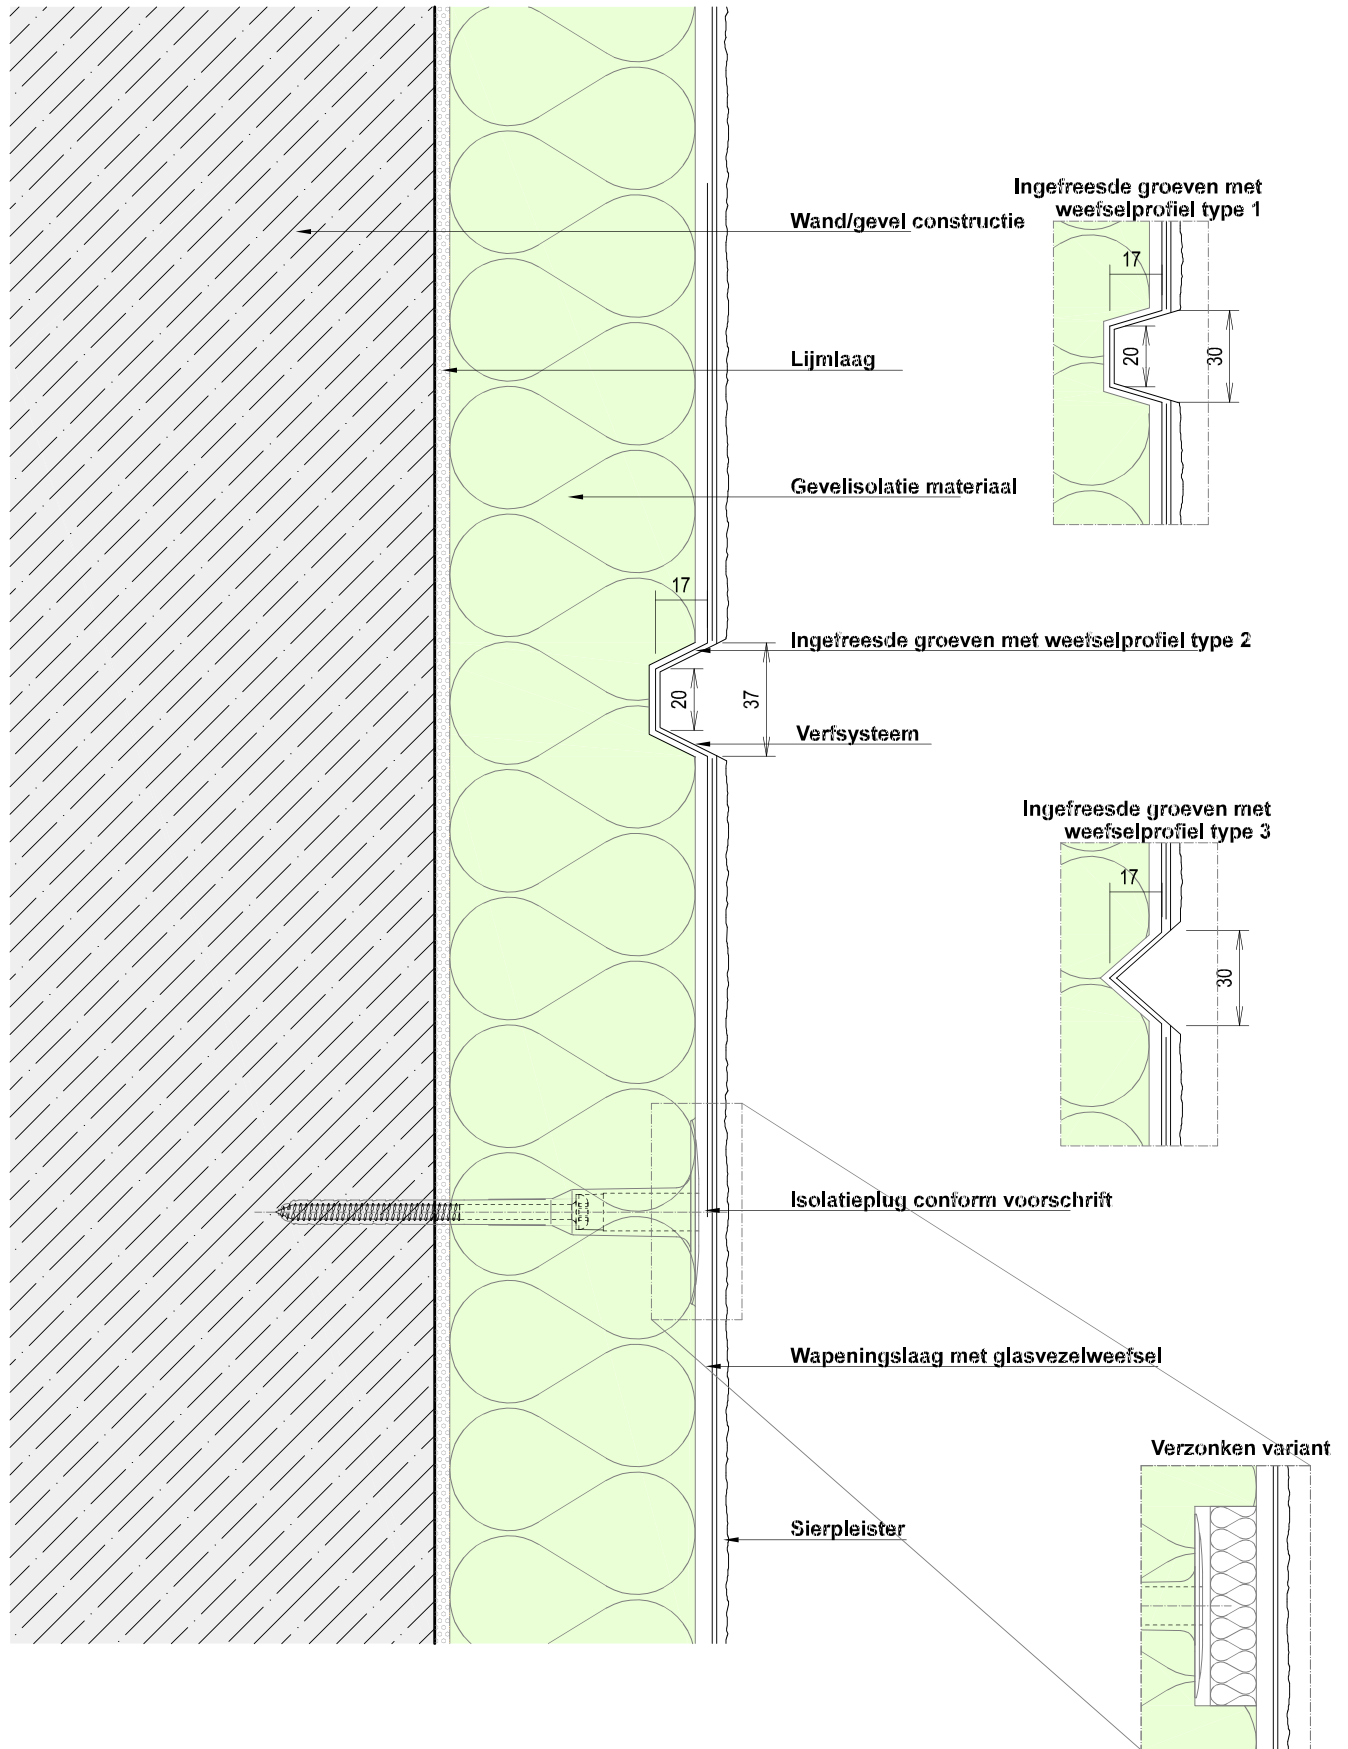 Ingefreesde groeven met
weefselprofiel type 1
Wand/gevel constructie
17
20
30
Lijmlaag
Gevelisolatie materiaal
17
Ingefreesde groeven met weefselprofiel type 2
20
37
Verfsysteem
Ingefreesde groeven met
weefselprofiel type 3
17
30
Isolatieplug conform voorschrift
Wapeningslaag met glasvezelweefsel
Verzonken variant
Sierpleister